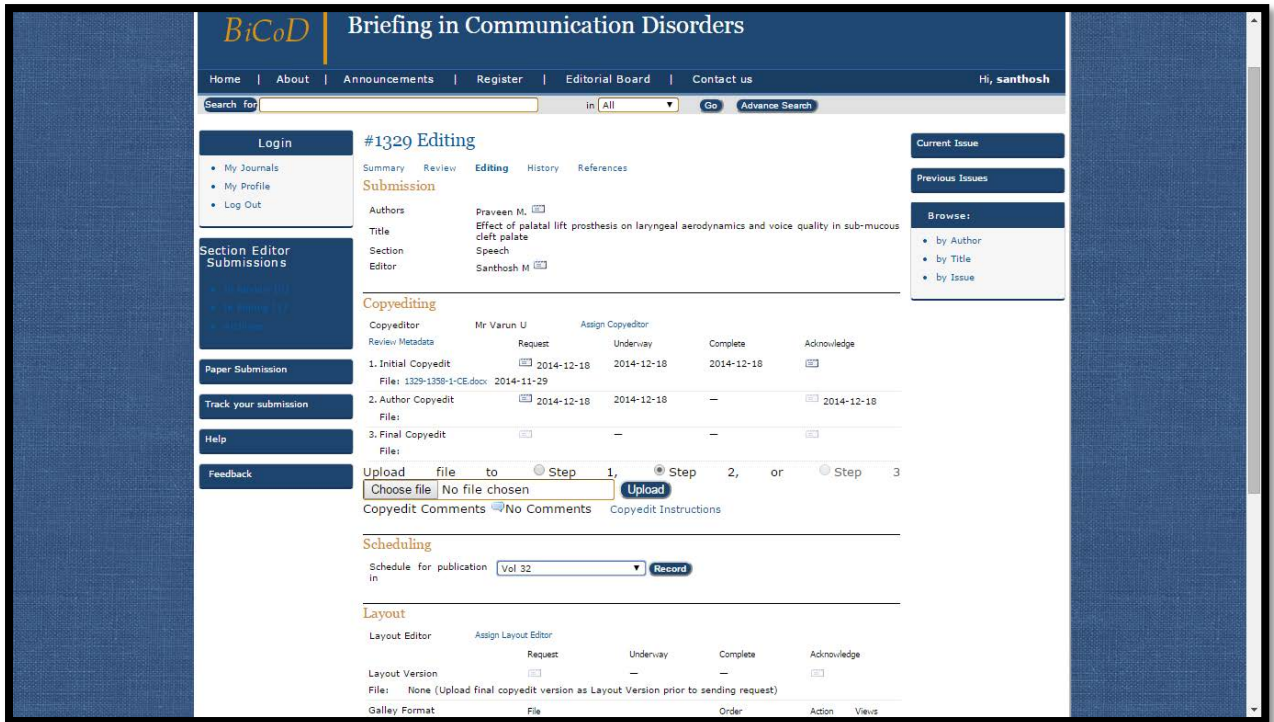 BiCoD
Briefing in Communication Disorders
Home | About | Announcements | Register | Editorial Board | Contact us
Hi, santhosh
Search for in All Go Advance Search
Login
My Journals
My Profile
Log Out
Section Editor
Submissions
Paper Submission
Track your submission
Help
Feedback
#1329 Editing
Summary Review Editing History References
Submission
Authors Praveen M.
Title Effect of palatal lift prosthesis on laryngeal aerodynamics and voice quality in sub-mucous
cleft palate
Section Speech
Editor Santhosh M
Copyediting
Copyeditor Mr Varun U Assign Copyeditor
Review Metadata Request Underway Complete Acknowledge
1. Initial Copyedit 2014-12-18 2014-12-18 2014-12-18
File: 1329-1358-1-CE.docx 2014-11-29
2. Author Copyedit 2014-12-18 2014-12-18 — 2014-12-18
File:
3. Final Copyedit — —
File:
Upload file to Step 1, Step 2, or Step 3
Choose file No file chosen Upload
Copyedit Comments No Comments Copyedit Instructions
Scheduling
Schedule for publication Vol 32 Record
in
Layout
Layout Editor Assign Layout Editor
Request Underway Complete Acknowledge
Layout Version — —
File: None (Upload final copyedit version as Layout Version prior to sending request)
Galley Format File Order Action Views
Current Issue
Previous Issues
Browse:
by Author
by Title
by Issue